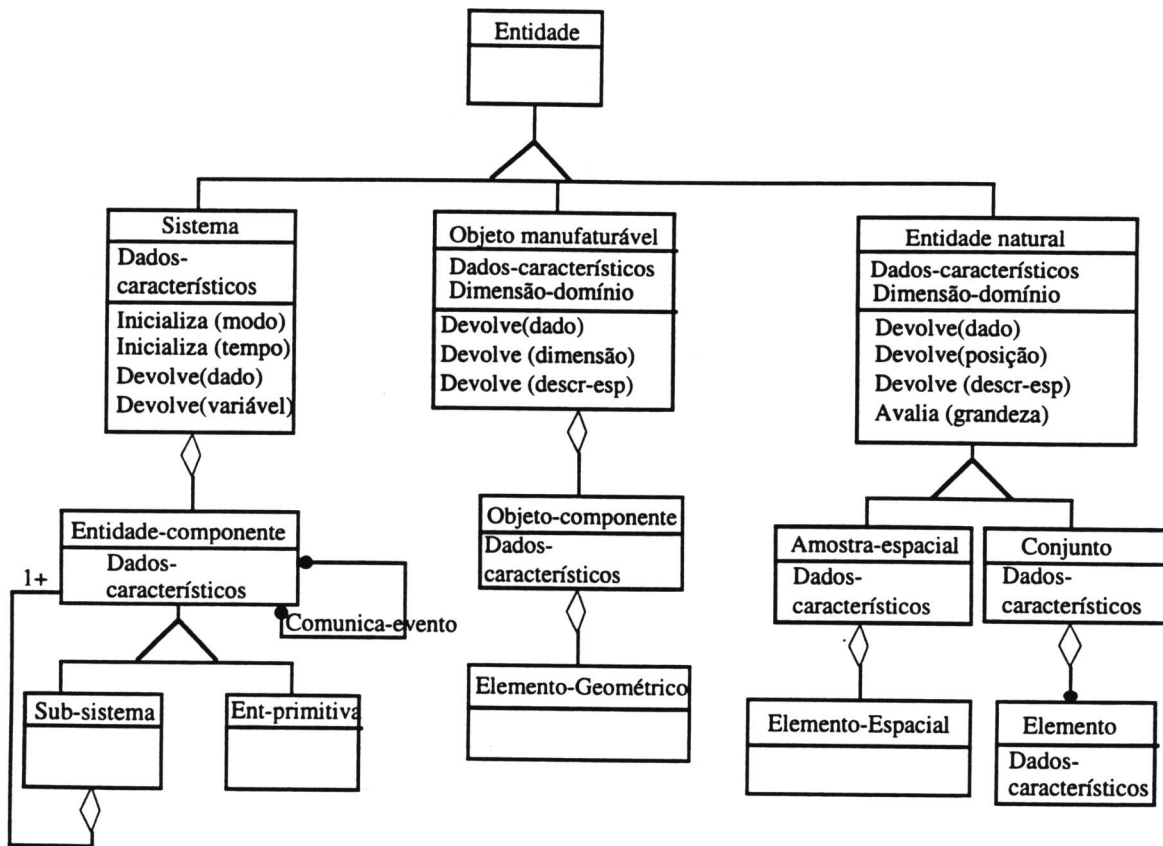 Entidade
Sistema
Dados-
característicos
Inicializa (modo)
Inicializa (tempo)
Devolve(dado)
Devolve(variável)
Objeto manufaturável
Dados-característicos
Dimensão-domínio
Devolve(dado)
Devolve (dimensão)
Devolve (descr-esp)
Entidade natural
Dados-característicos
Dimensão-domínio
Devolve(dado)
Devolve(posição)
Devolve (descr-esp)
Avalia (grandeza)
Entidade-componente
Dados-
característicos
1+
Comunica-evento
Objeto-componente
Dados-
característicos
Amostra-espacial
Dados-
característicos
Conjunto
Dados-
característicos
Sub-sistema
Ent-primitiva
Elemento-Geométrico
Elemento-Espacial
Elemento
Dados-
característicos